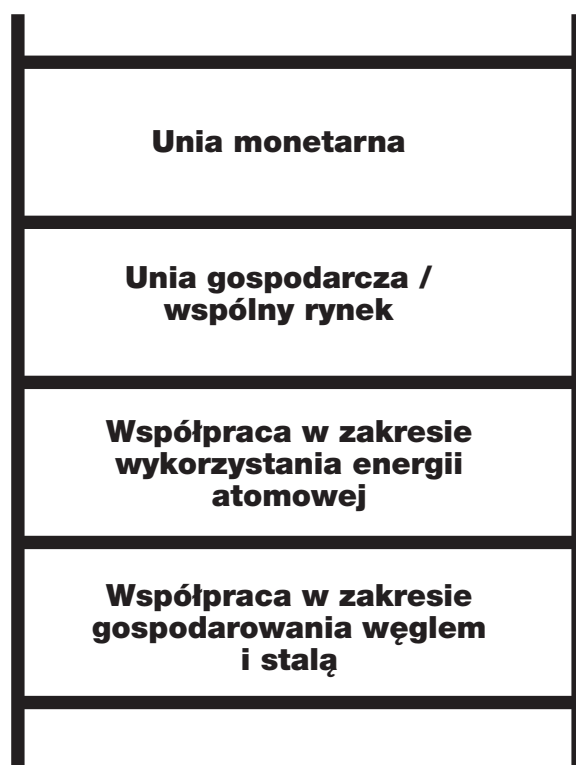 Unia monetarna
Unia gospodarcza /
wspólny rynek
Współpraca w zakresie
wykorzystania energii
atomowej
Współpraca w zakresie
gospodarowania węglem
i stalą